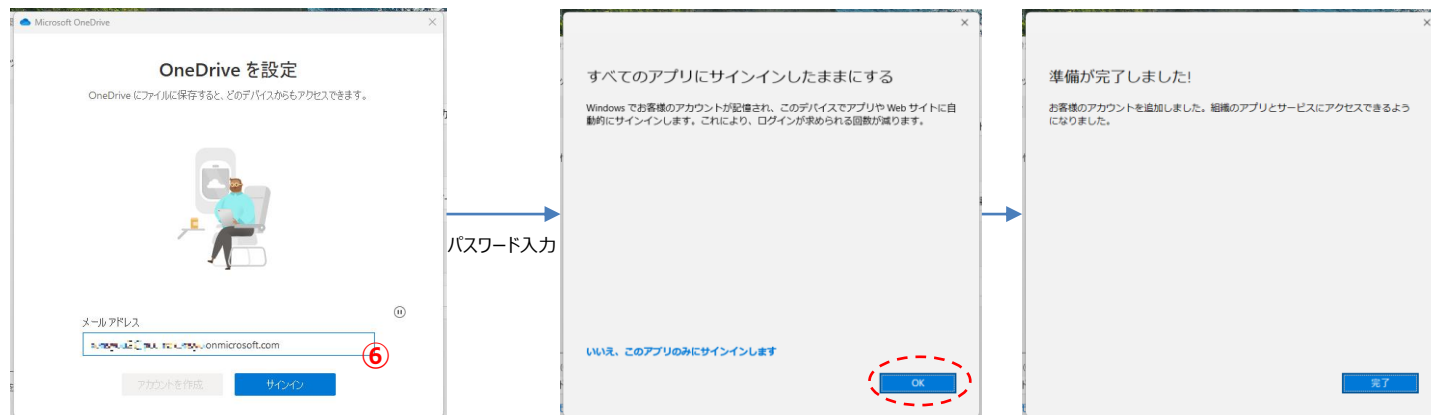 Microsoft OneDrive
OneDrive を設定
OneDrive にファイルに保存すると、どのデバイスからもアクセスできます。
メール アドレス
onmicrosoft.com
⑥
アカウントを作成
サインイン
パスワード入力
すべてのアプリにサインインしたままにする
Windows でお客様のアカウントが記憶され、このデバイスでアプリや Web サイトに自
動的にサインインします。これにより、ログインが求められる回数が減ります。
いいえ、このアプリのみにサインインします
OK
準備が完了しました!
お客様のアカウントを追加しました。組織のアプリとサービスにアクセスできるよう
になりました。
完了